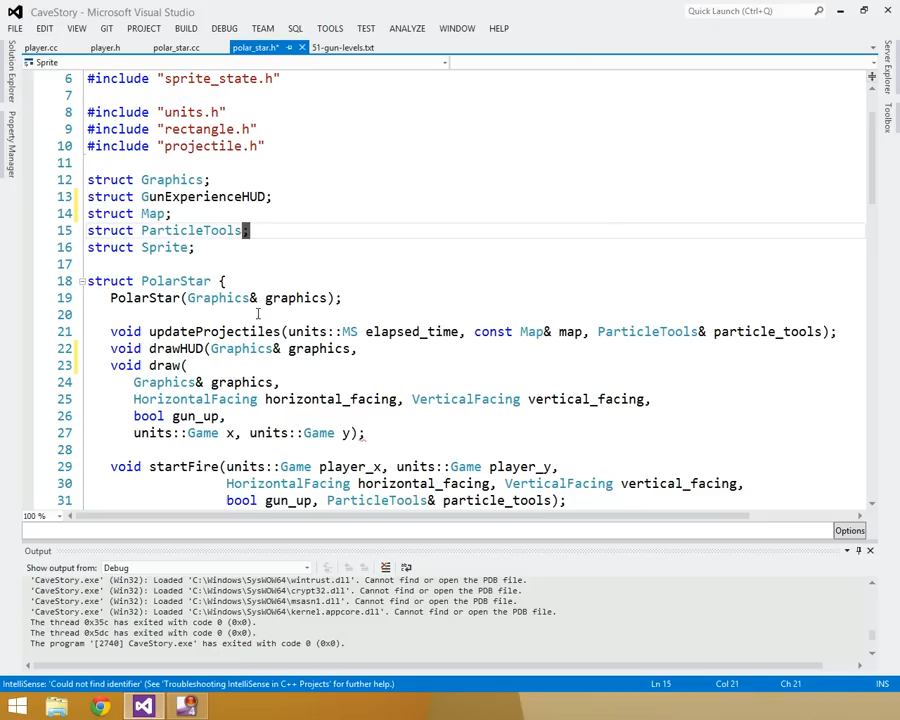 CaveStory - Microsoft Visual Studio
Quick Launch (Ctrl+Q)
FILE EDIT VIEW GIT PROJECT BUILD DEBUG TEAM SQL TOOLS TEST ANALYZE WINDOW HELP
player.cc player.h polar_star.cc polar_star.h* 51-gun-levels.txt
Sprite
Solution Explorer
Property Manager
Server Explorer
Toolbox
6 #include "sprite_state.h"
7
8 #include "units.h"
9 #include "rectangle.h"
10 #include "projectile.h"
11
12 struct Graphics;
13 struct GunExperienceHUD;
14 struct Map;
15 struct ParticleTools;
16 struct Sprite;
17
18 struct PolarStar {
19 PolarStar(Graphics& graphics);
20
21 void updateProjectiles(units::MS elapsed_time, const Map& map, ParticleTools& particle_tools);
22 void drawHUD(Graphics& graphics,
23 void draw(
24 Graphics& graphics,
25 HorizontalFacing horizontal_facing, VerticalFacing vertical_facing,
26 bool gun_up,
27 units::Game x, units::Game y);
28
29 void startFire(units::Game player_x, units::Game player_y,
30 HorizontalFacing horizontal_facing, VerticalFacing vertical_facing,
31 bool gun_up, ParticleTools& particle_tools);
100 %
Options
Output
Show output from: Debug
'CaveStory.exe' (Win32): Loaded 'C:\Windows\SysWOW64\wintrust.dll'. Cannot find or open the PDB file.
'CaveStory.exe' (Win32): Loaded 'C:\Windows\SysWOW64\crypt32.dll'. Cannot find or open the PDB file.
'CaveStory.exe' (Win32): Loaded 'C:\Windows\SysWOW64\msasn1.dll'. Cannot find or open the PDB file.
'CaveStory.exe' (Win32): Loaded 'C:\Windows\SysWOW64\kernel.appcore.dll'. Cannot find or open the PDB file.
The thread 0x35c has exited with code 0 (0x0).
The thread 0x5dc has exited with code 0 (0x0).
The program '[2740] CaveStory.exe' has exited with code 0 (0x0).
IntelliSense: 'Could not find identifier' (See 'Troubleshooting IntelliSense in C++ Projects' for further help.) Ln 15 Col 21 Ch 21 INS